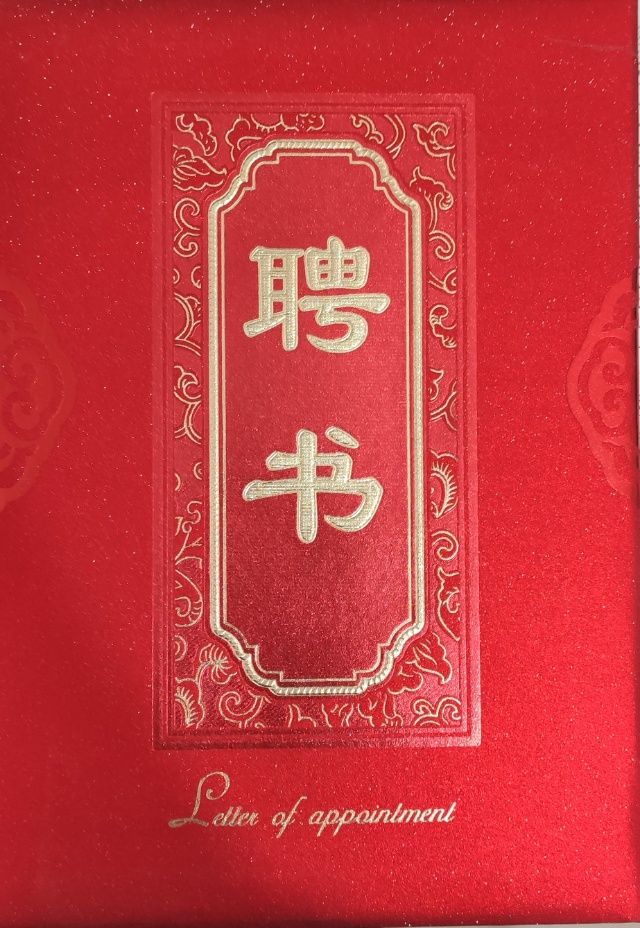 聘
书
Letter of appointment